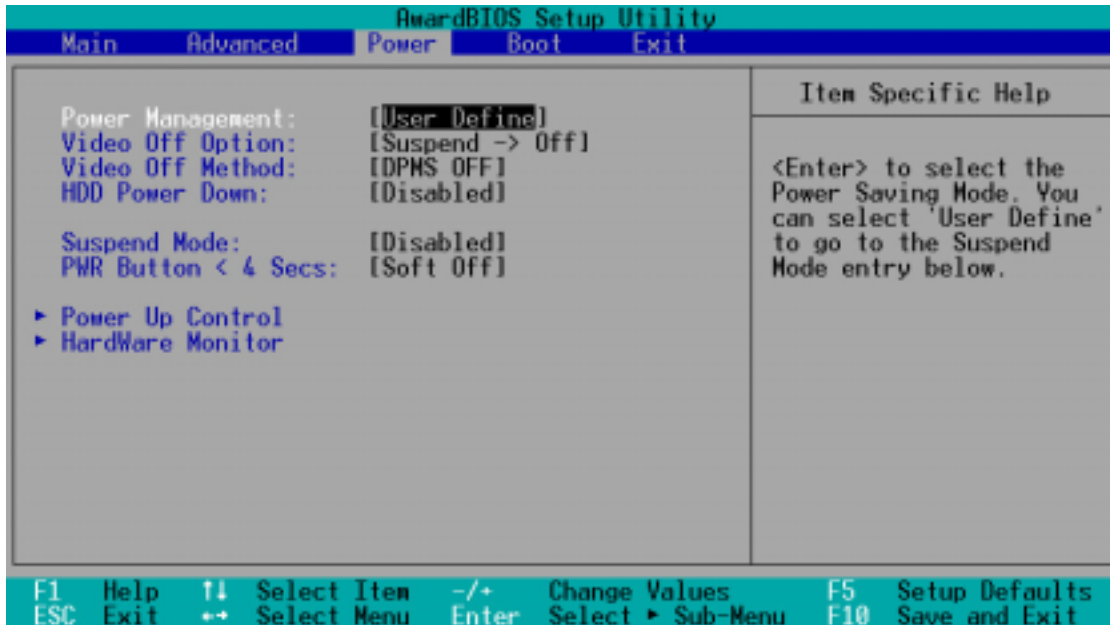 AwardBIOS Setup Utility
Main Advanced Power Boot Exit
Power Management: [User Define]
Video Off Option: [Suspend -> Off]
Video Off Method: [DPMS OFF]
HDD Power Down: [Disabled]
Suspend Mode: [Disabled]
PWR Button < 4 Secs: [Soft Off]
► Power Up Control
► HardWare Monitor
Item Specific Help
<Enter> to select the
Power Saving Mode. You
can select 'User Define'
to go to the Suspend
Mode entry below.
F1 Help ↑↓ Select Item -/+ Change Values F5 Setup Defaults
ESC Exit ←→ Select Menu Enter Select ► Sub-Menu F10 Save and Exit